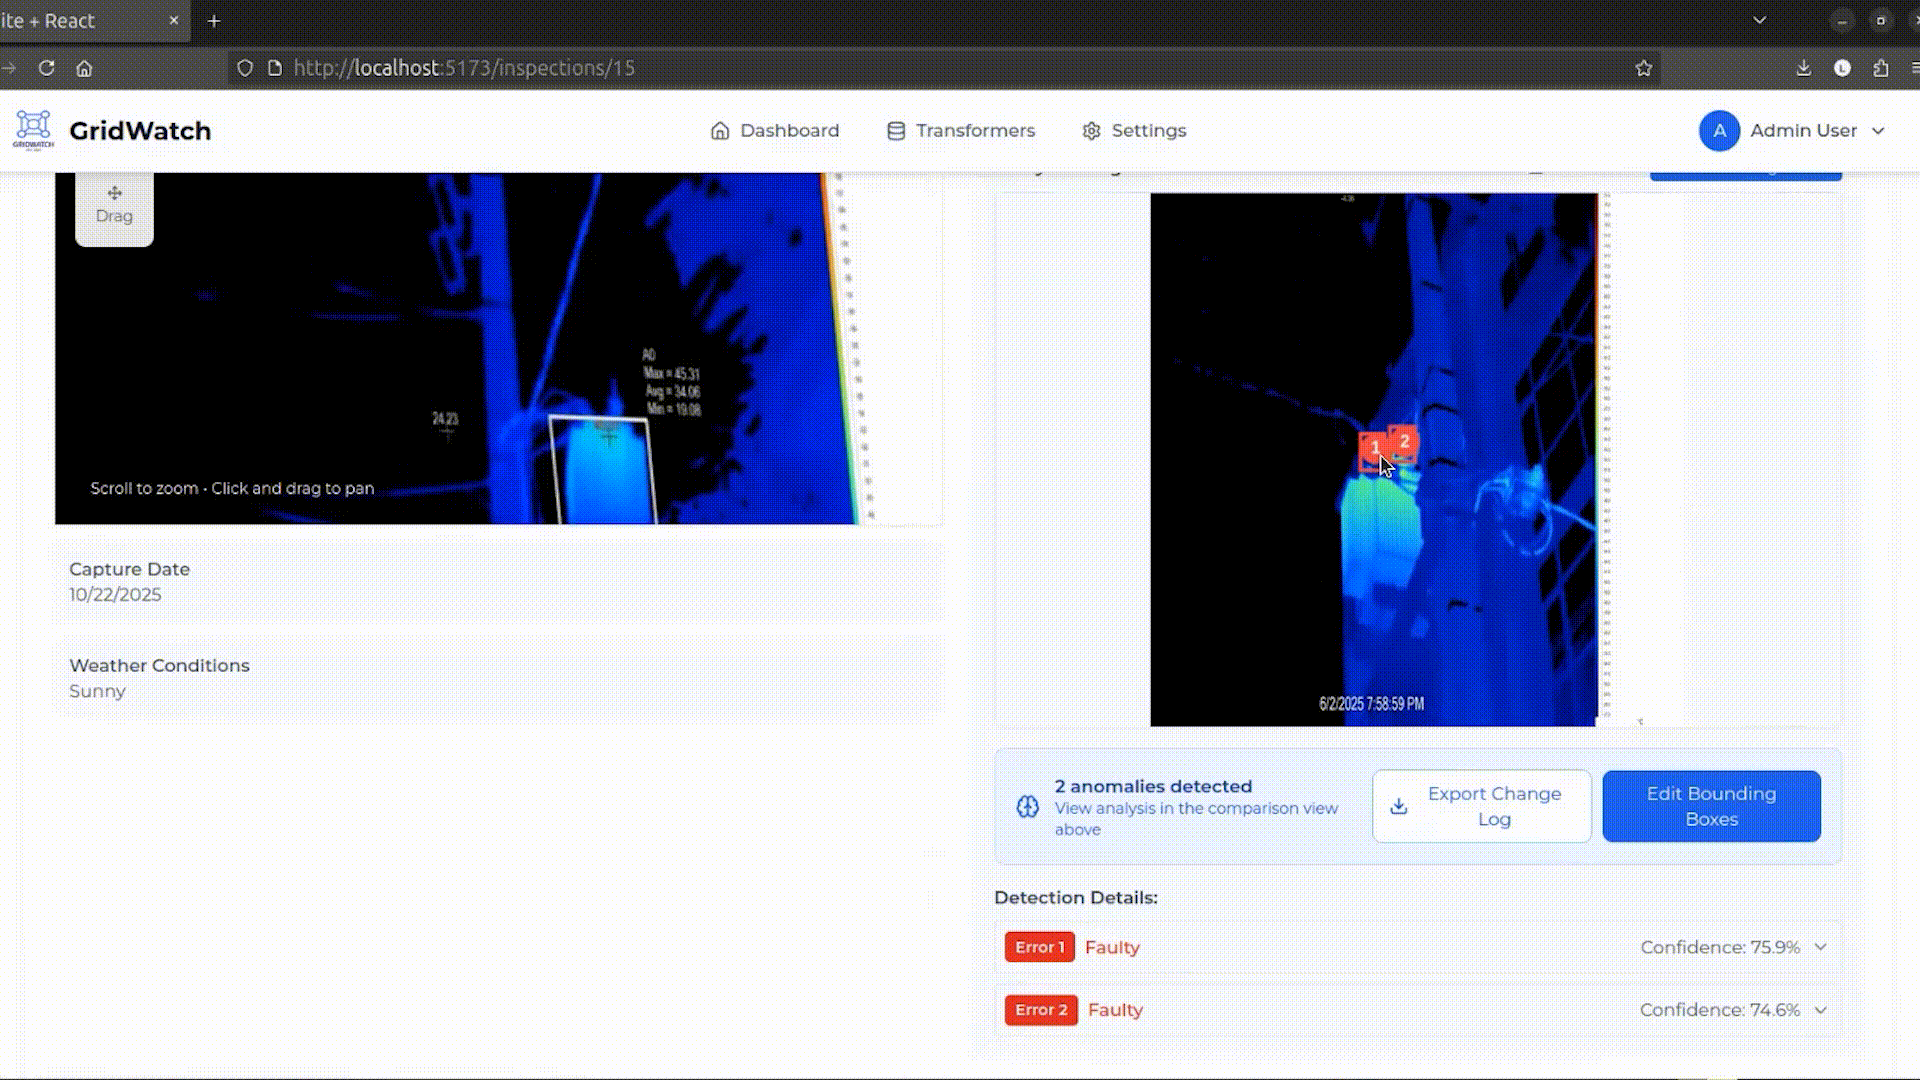 ite + React
http://localhost:5173/inspections/15
L
GRIDWATCH
GridWatch
Dashboard
Transformers
Settings
A
Admin User
Drag
A0
Max = 45.31
Avg = 34.06
Min = 19.08
24.23
Scroll to zoom • Click and drag to pan
Capture Date
10/22/2025
Weather Conditions
Sunny
1
2
6/2/2025 7:58:59 PM
2 anomalies detected
View analysis in the comparison view
above
Export Change
Log
Edit Bounding
Boxes
Detection Details:
Error 1
Faulty
Confidence: 75.9%
Error 2
Faulty
Confidence: 74.6%